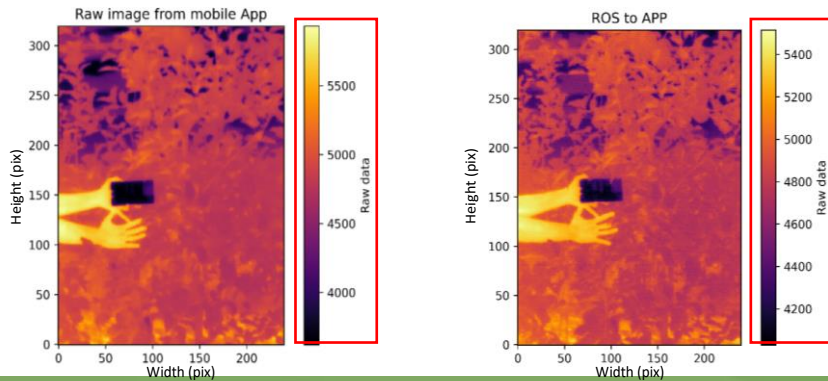 Raw image from mobile App
300
250
200
150
100
50
0
Height (pix)
0 50 100 150 200
Width (pix)
5500
5000
4500
4000
Raw data
ROS to APP
300
250
200
150
100
50
0
Height (pix)
0 50 100 150 200
Width (pix)
5400
5200
5000
4800
4600
4400
4200
Raw data